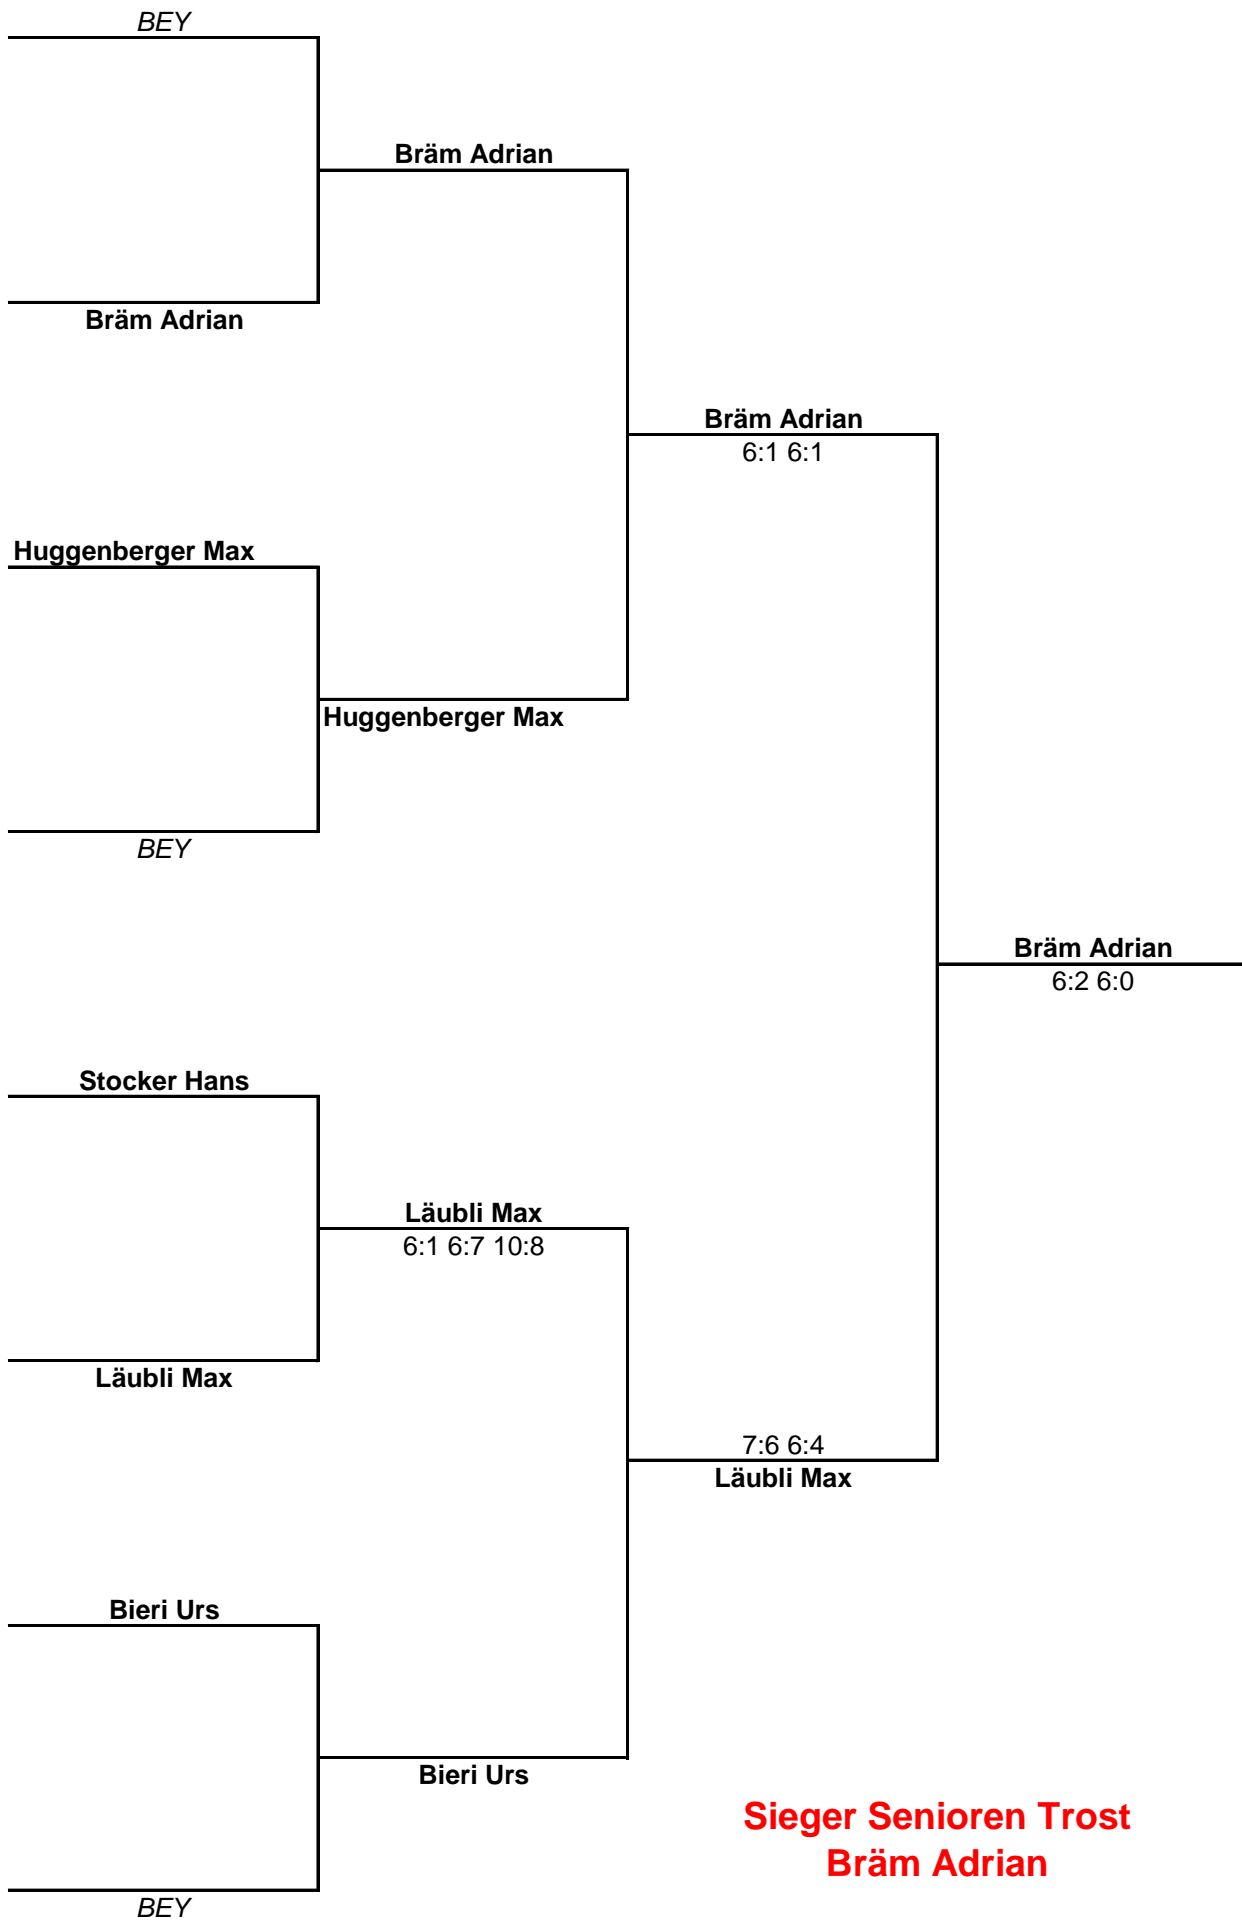 BEY
Bräm Adrian
Bräm Adrian
Bräm Adrian
6:1 6:1
Huggenberger Max
Huggenberger Max
BEY
Bräm Adrian
6:2 6:0
Stocker Hans
Läubli Max
6:1 6:7 10:8
Läubli Max
7:6 6:4
Läubli Max
Bieri Urs
Bieri Urs
Sieger Senioren Trost
Bräm Adrian
BEY